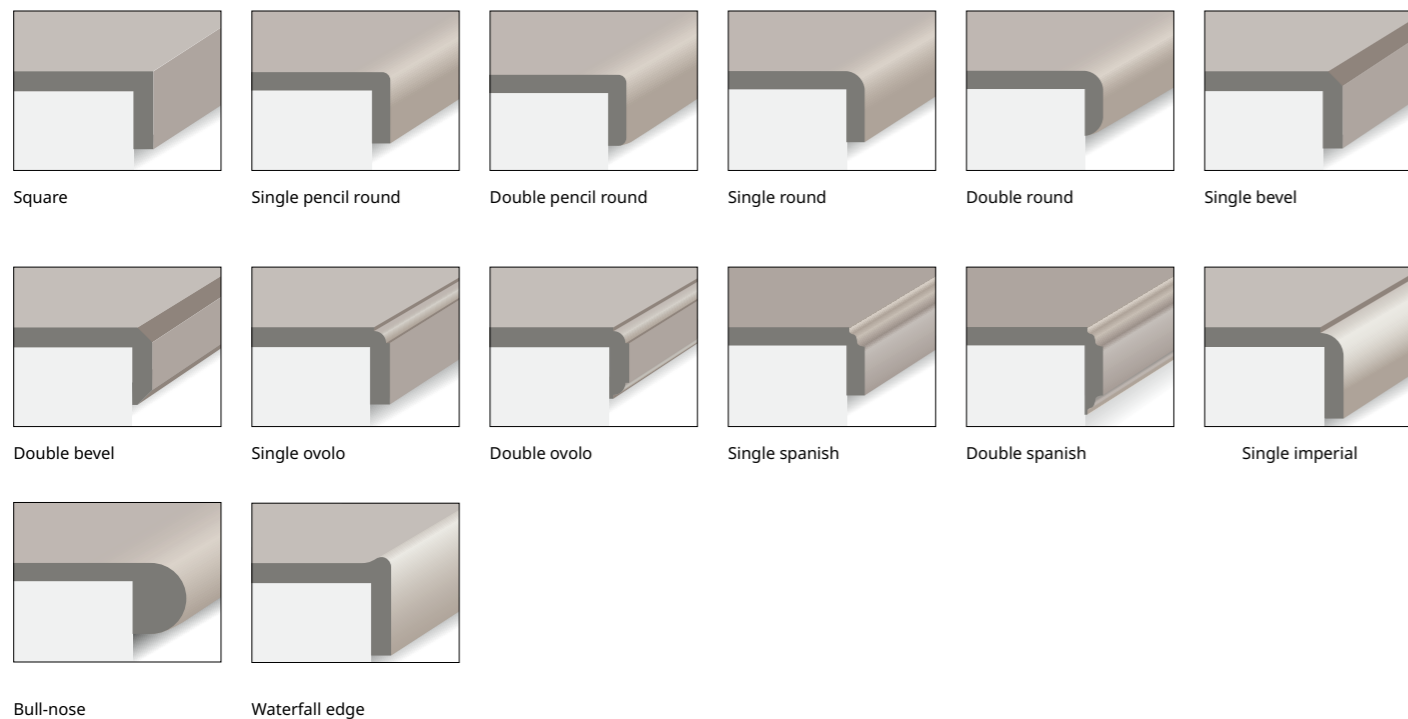 Square
Single pencil round
Double pencil round
Single round
Double round
Single bevel
Double bevel
Single ovolo
Double ovolo
Single spanish
Double spanish
Single imperial
Bull-nose
Waterfall edge